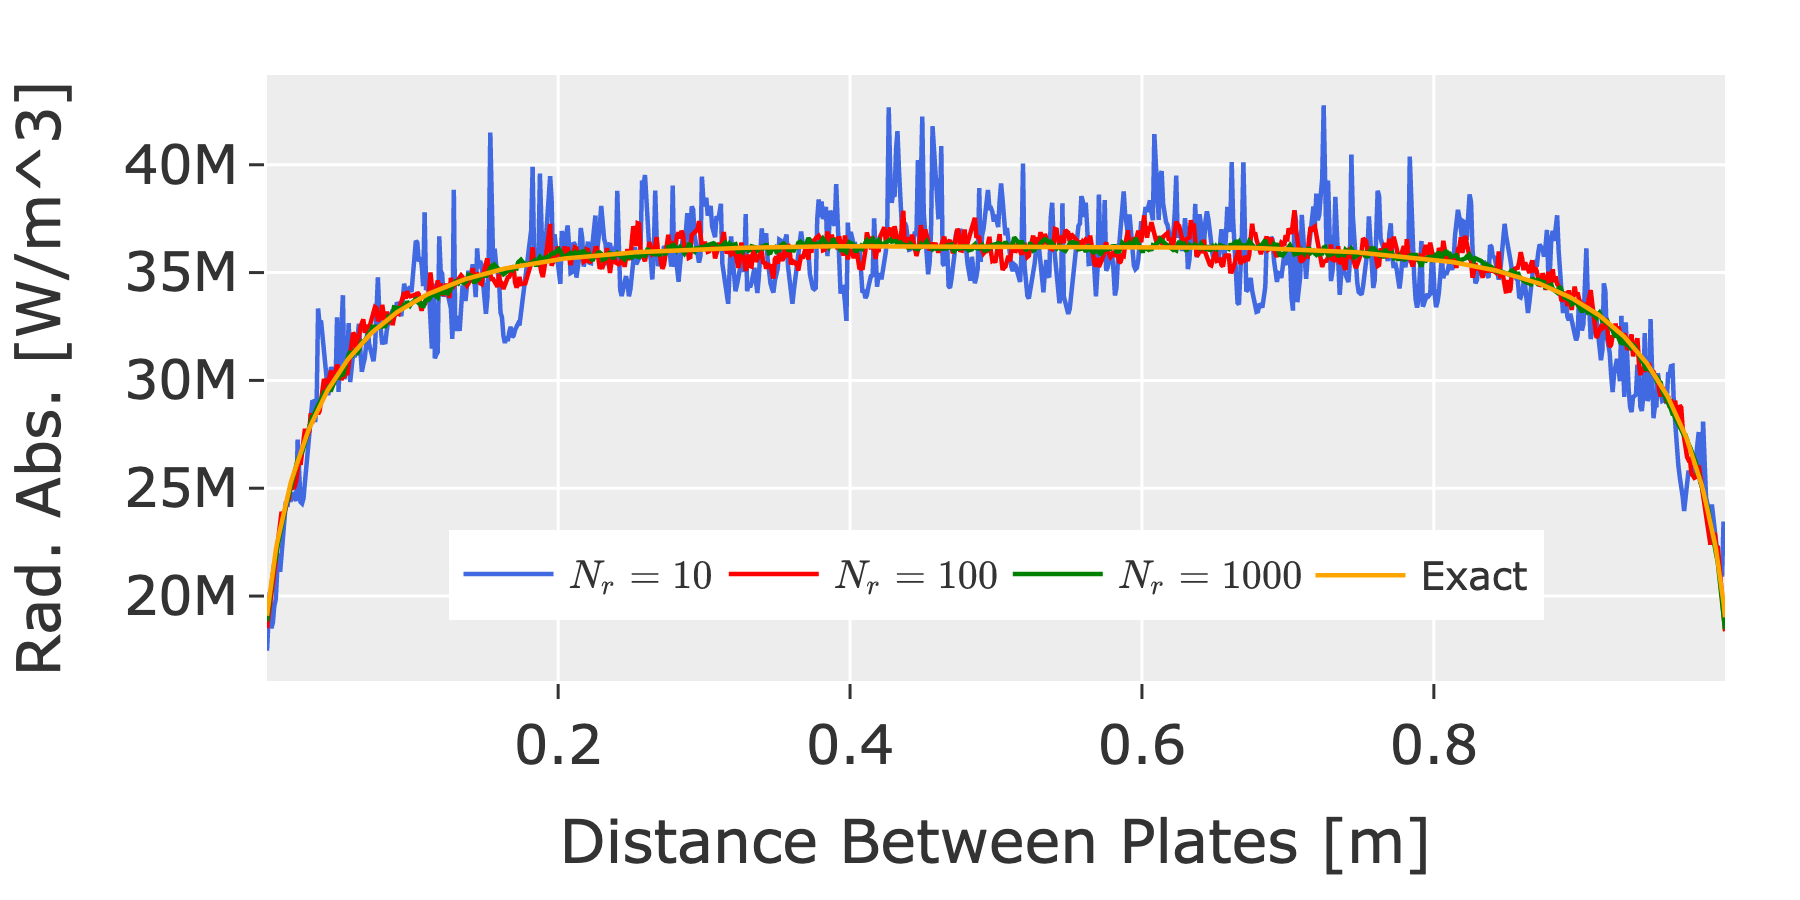 Rad. Abs. [W/m^3]
40M
35M
30M
25M
20M
N_r = 10 N_r = 100 N_r = 1000 Exact
0.2 0.4 0.6 0.8
Distance Between Plates [m]